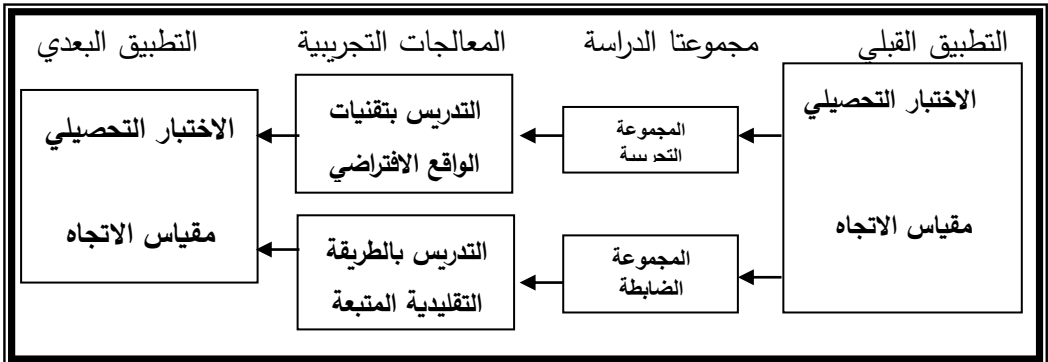 التطبيق القبلي
مجموعتا الدراسة
المعالجات التجريبية
التطبيق البعدي
الاختبار التحصيلي
مقياس الاتجاه
المجموعة
التجريبية
المجموعة
الضابطة
التدريس بتقنيات
الواقع الافتراضي
التدريس بالطريقة
التقليدية المتبعة
الاختبار التحصيلي
مقياس الاتجاه